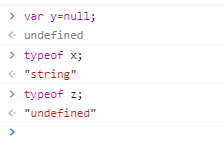 > var y=null;
< undefined
> typeof x;
< "string"
> typeof z;
< "undefined"
>